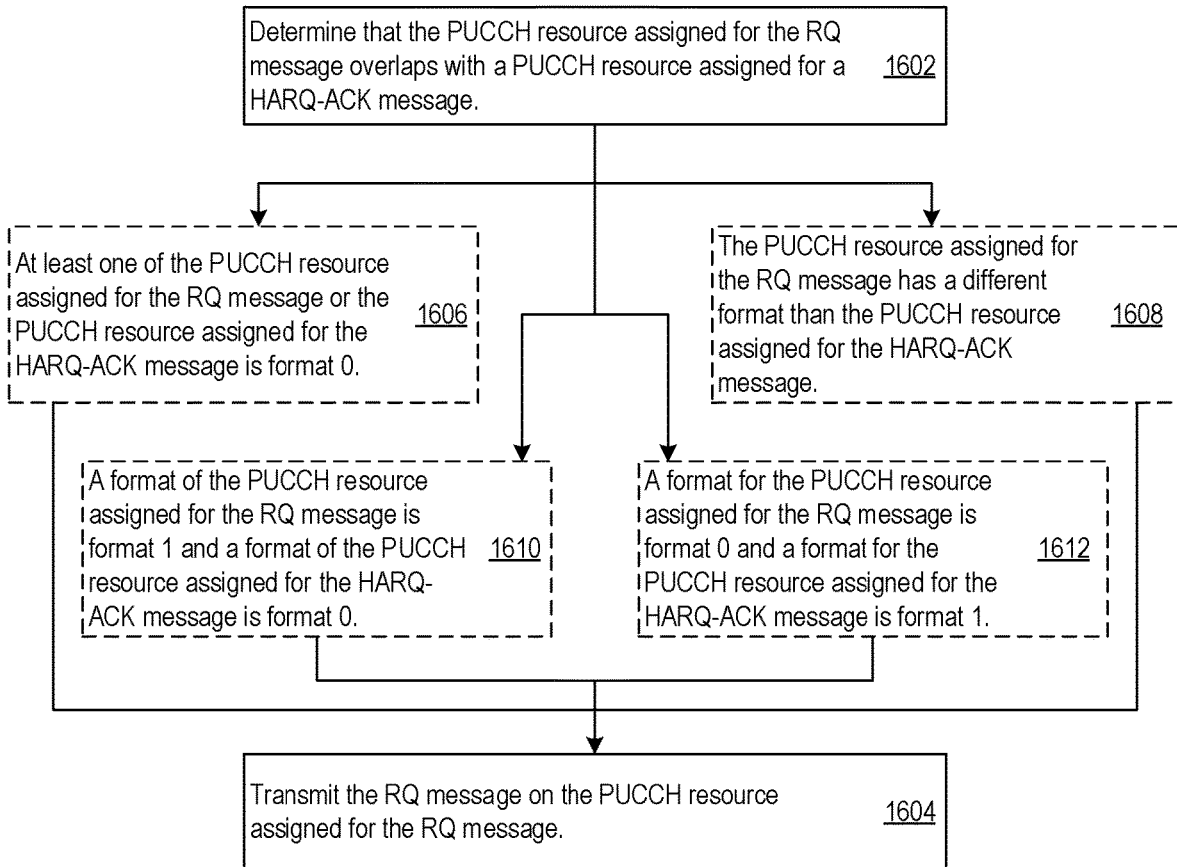 Determine that the PUCCH resource assigned for the RQ
message overlaps with a PUCCH resource assigned for a
HARQ-ACK message.
1602
At least one of the PUCCH resource
assigned for the RQ message or the
PUCCH resource assigned for the
HARQ-ACK message is format 0.
1606
The PUCCH resource assigned for
the RQ message has a different
format than the PUCCH resource
assigned for the HARQ-ACK
message.
1608
A format of the PUCCH resource
assigned for the RQ message is
format 1 and a format of the PUCCH
resource assigned for the HARQ-
ACK message is format 0.
1610
A format for the PUCCH resource
assigned for the RQ message is
format 0 and a format for the
PUCCH resource assigned for the
HARQ-ACK message is format 1.
1612
Transmit the RQ message on the PUCCH resource
assigned for the RQ message.
1604